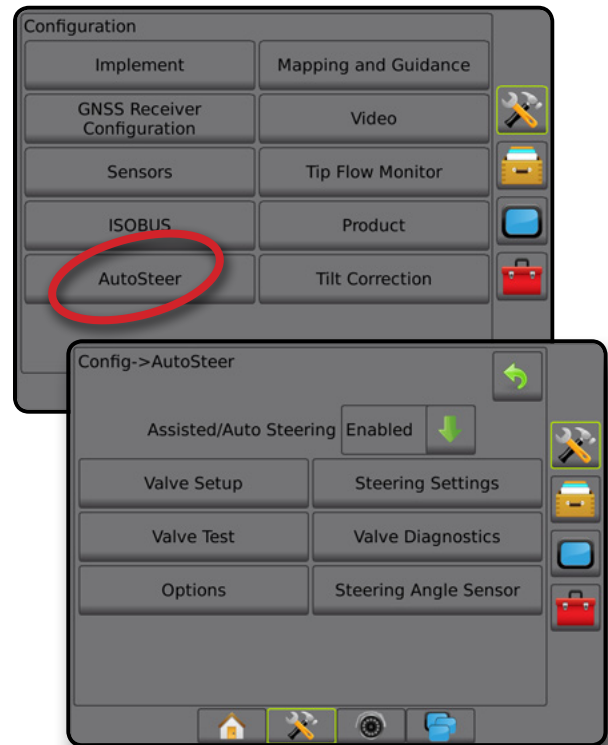 Configuration
Implement
Mapping and Guidance
GNSS Receiver
Configuration
Video
Sensors
Tip Flow Monitor
ISOBUS
Product
AutoSteer
Tilt Correction
Config->AutoSteer
Assisted/Auto Steering Enabled
Valve Setup
Steering Settings
Valve Test
Valve Diagnostics
Options
Steering Angle Sensor